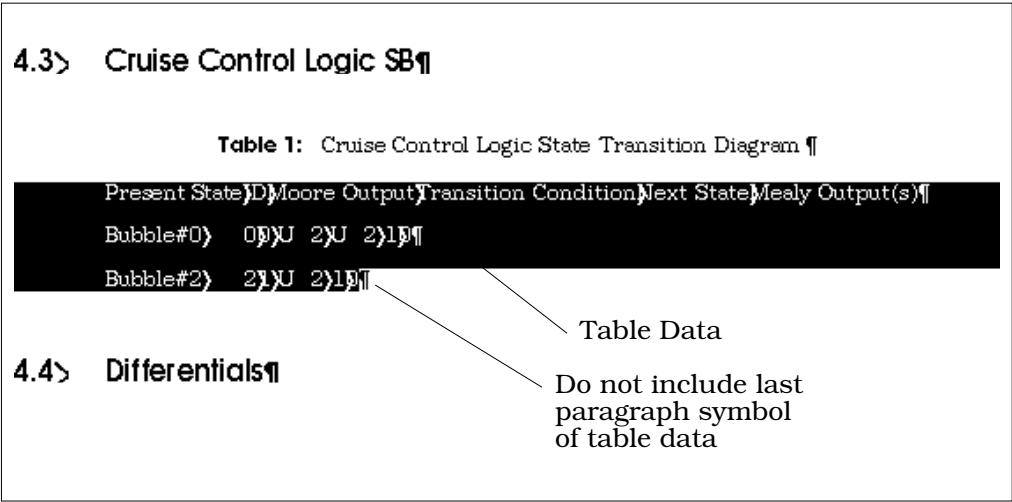 4.3> Cruise Control Logic SB¶
Table 1: Cruise Control Logic State Transition Diagram ¶
Present State⟩D⟩Moore Output⟩Transition Condition⟩Next State⟩Mealy Output(s)¶
Bubble#0⟩ 0⟩0⟩U 2⟩U 2⟩1⟩0¶
Bubble#2⟩ 2⟩1⟩U 2⟩1⟩0¶
Table Data
4.4> Differentials¶
Do not include last
paragraph symbol
of table data